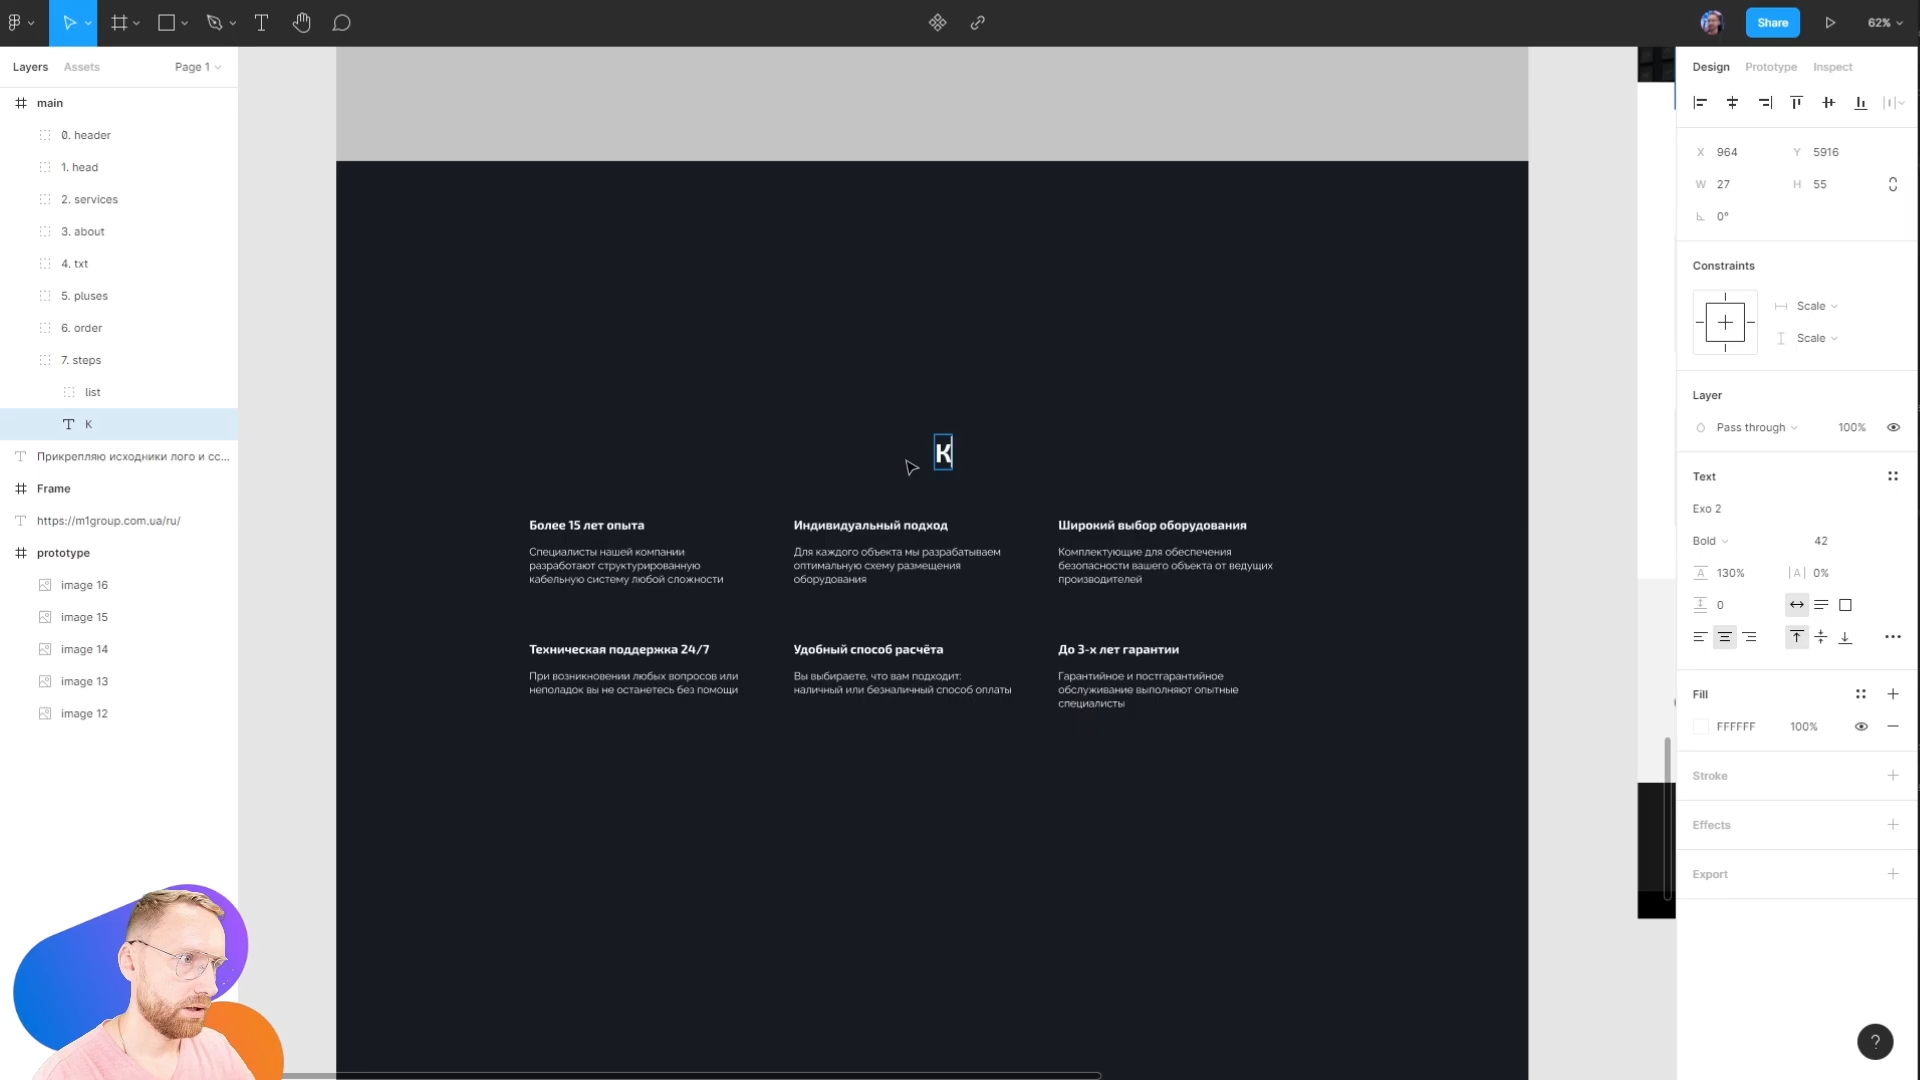 Share
62%
Layers
Assets
Page 1
Design
Prototype
Inspect
main
0. header
1. head
2. services
3. about
4. txt
5. pluses
6. order
7. steps
list
T K
Прикрепляю исходники лого и сс...
Frame
https://m1group.com.ua/ru/
prototype
image 16
image 15
image 14
image 13
image 12
К
Более 15 лет опыта
Специалисты нашей компании
разработают структурированную
кабельную систему любой сложности
Индивидуальный подход
Для каждого объекта мы разрабатываем
оптимальную схему размещения
оборудования
Широкий выбор оборудования
Комплектующие для обеспечения
безопасности вашего объекта от ведущих
производителей
Техническая поддержка 24/7
При возникновении любых вопросов или
неполадок вы не останетесь без помощи
Удобный способ расчёта
Вы выбираете, что вам подходит:
наличный или безналичный способ оплаты
До 3-х лет гарантии
Гарантийное и постгарантийное
обслуживание выполняют опытные
специалисты
X 964 Y 5916
W 27 H 55
0°
Constraints
Scale
Scale
Layer
Pass through 100%
Text
Exo 2
Bold 42
130% |A| 0%
0
Fill
FFFFFF 100%
Stroke
Effects
Export
?